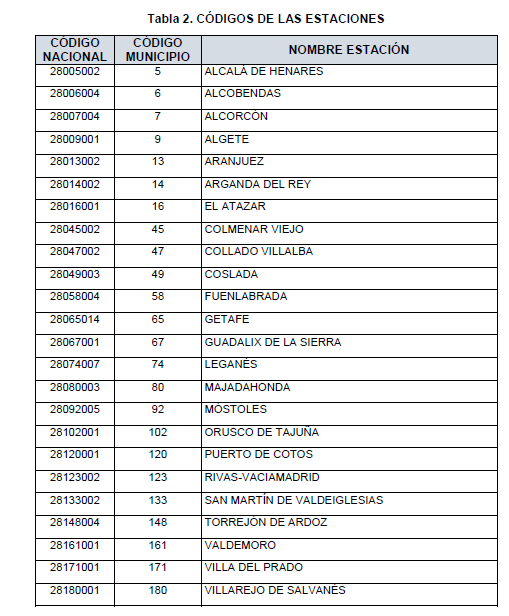 Tabla 2. CÓDIGOS DE LAS ESTACIONES
CÓDIGO NACIONAL CÓDIGO MUNICIPIO NOMBRE ESTACIÓN
28005002 5 ALCALÁ DE HENARES
28006004 6 ALCOBENDAS
28007004 7 ALCORCÓN
28009001 9 ALGETE
28013002 13 ARANJUEZ
28014002 14 ARGANDA DEL REY
28016001 16 EL ATAZAR
28045002 45 COLMENAR VIEJO
28047002 47 COLLADO VILLALBA
28049003 49 COSLADA
28058004 58 FUENLABRADA
28065014 65 GETAFE
28067001 67 GUADALIX DE LA SIERRA
28074007 74 LEGANÉS
28080003 80 MAJADAHONDA
28092005 92 MÓSTOLES
28102001 102 ORUSCO DE TAJUÑA
28120001 120 PUERTO DE COTOS
28123002 123 RIVAS-VACIAMADRID
28133002 133 SAN MARTÍN DE VALDEIGLESIAS
28148004 148 TORREJÓN DE ARDOZ
28161001 161 VALDEMORO
28171001 171 VILLA DEL PRADO
28180001 180 VILLAREJO DE SALVANÉS